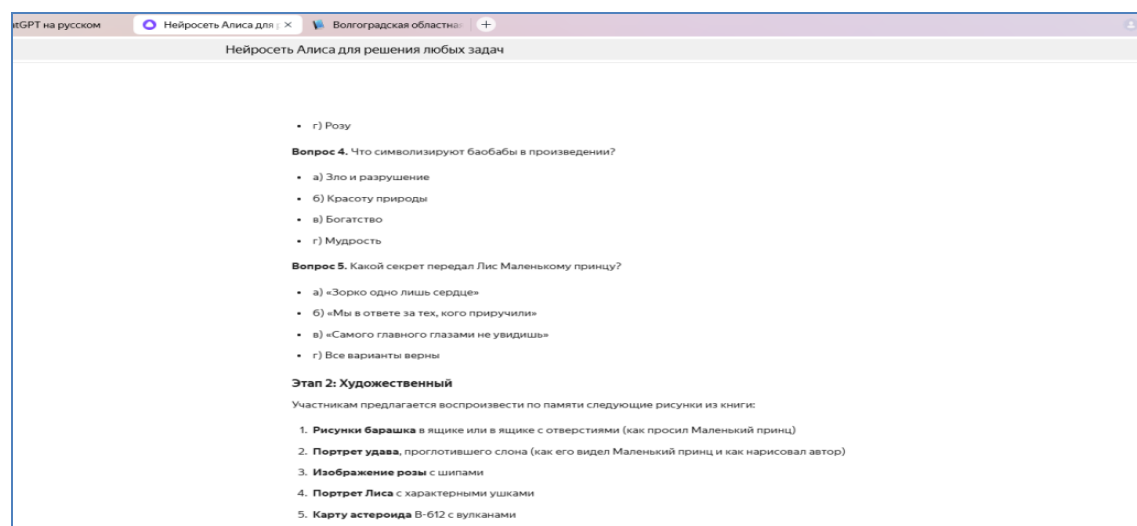 tGPT на русском
Нейросеть Алиса для р
Волгоградская областная
Нейросеть Алиса для решения любых задач
г) Розу
Вопрос 4. Что символизируют баобабы в произведении?
а) Зло и разрушение
б) Красоту природы
в) Богатство
г) Мудрость
Вопрос 5. Какой секрет передал Лис Маленькому принцу?
а) «Зорко одно лишь сердце»
б) «Мы в ответе за тех, кого приручили»
в) «Самого главного глазами не увидишь»
г) Все варианты верны
Этап 2: Художественный
Участникам предлагается воспроизвести по памяти следующие рисунки из книги:
1. Рисунки барашка в ящике или в ящике с отверстиями (как просил Маленький принц)
2. Портрет удава, проглотившего слона (как его видел Маленький принц и как нарисовал автор)
3. Изображение розы с шипами
4. Портрет Лиса с характерными ушками
5. Карту астероида B-612 с вулканами